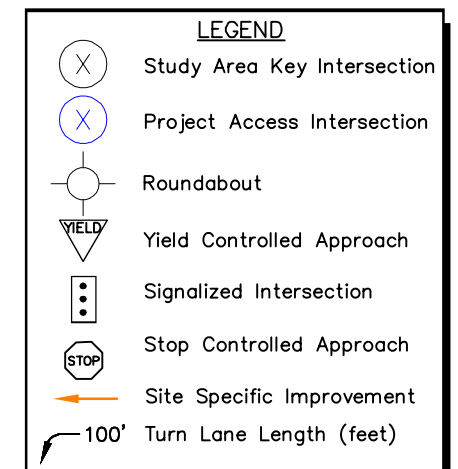 LEGEND
X Study Area Key Intersection
X Project Access Intersection
Roundabout
YIELD Yield Controlled Approach
Signalized Intersection
STOP Stop Controlled Approach
Site Specific Improvement
100' Turn Lane Length (feet)